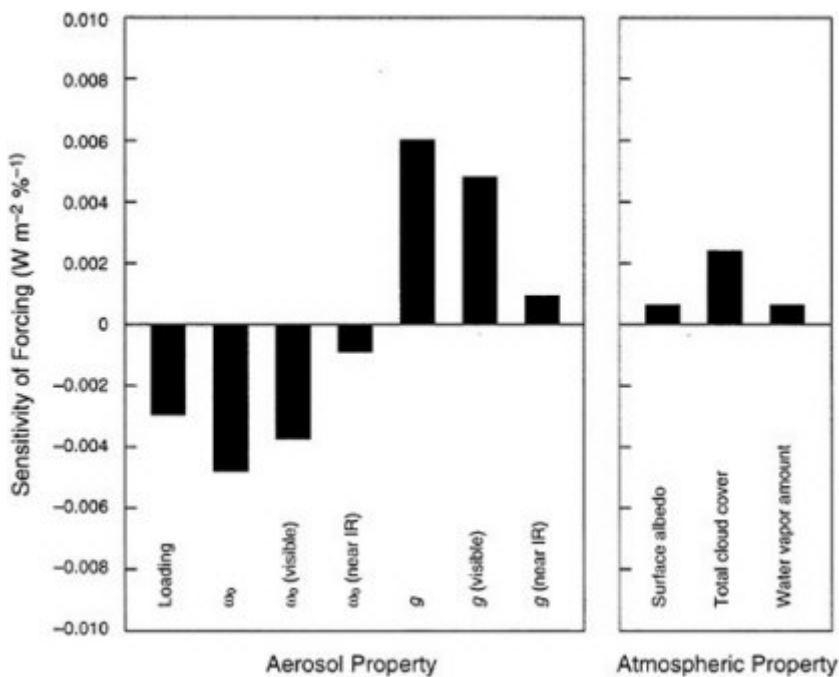 Sensitivity of Forcing (W m⁻² %⁻¹)
0.010
0.008
0.006
0.004
0.002
0
−0.002
−0.004
−0.006
−0.008
−0.010
Loading
ω₀
ω₀ (visible)
ω₀ (near IR)
g
g (visible)
g (near IR)
Aerosol Property
Surface albedo
Total cloud cover
Water vapor amount
Atmospheric Property